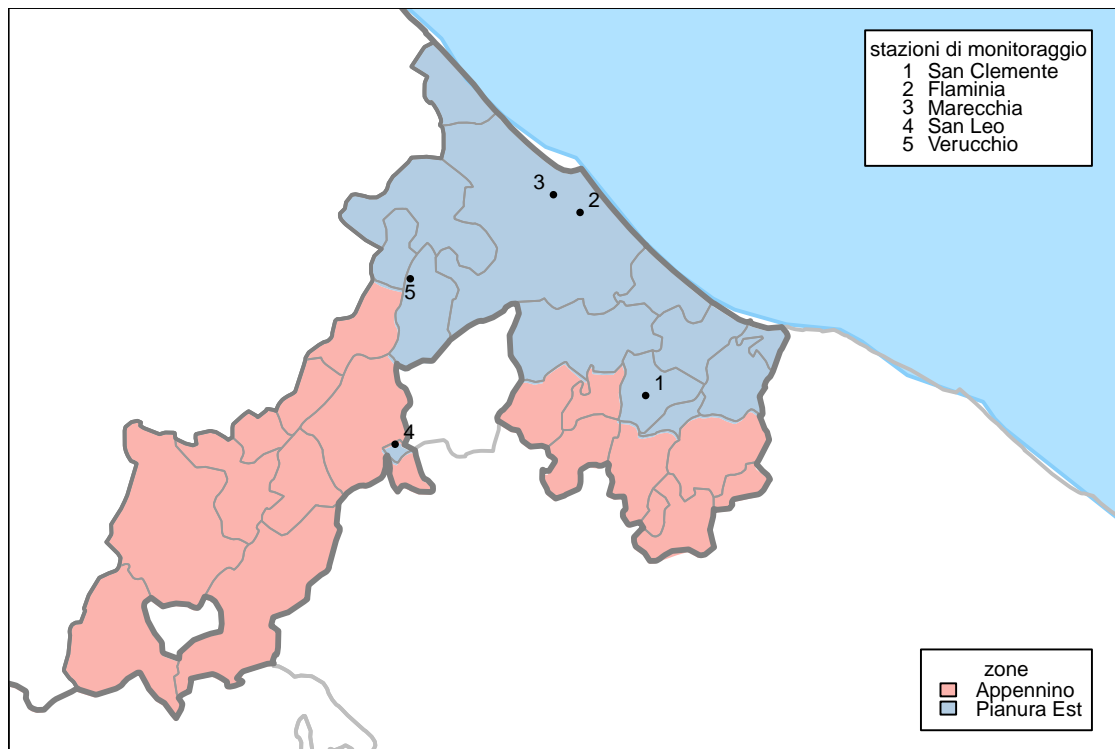 stazioni di monitoraggio
1 San Clemente
2 Flaminia
3 Marecchia
4 San Leo
5 Verucchio
3
2
5
1
4
zone
Appennino
Pianura Est